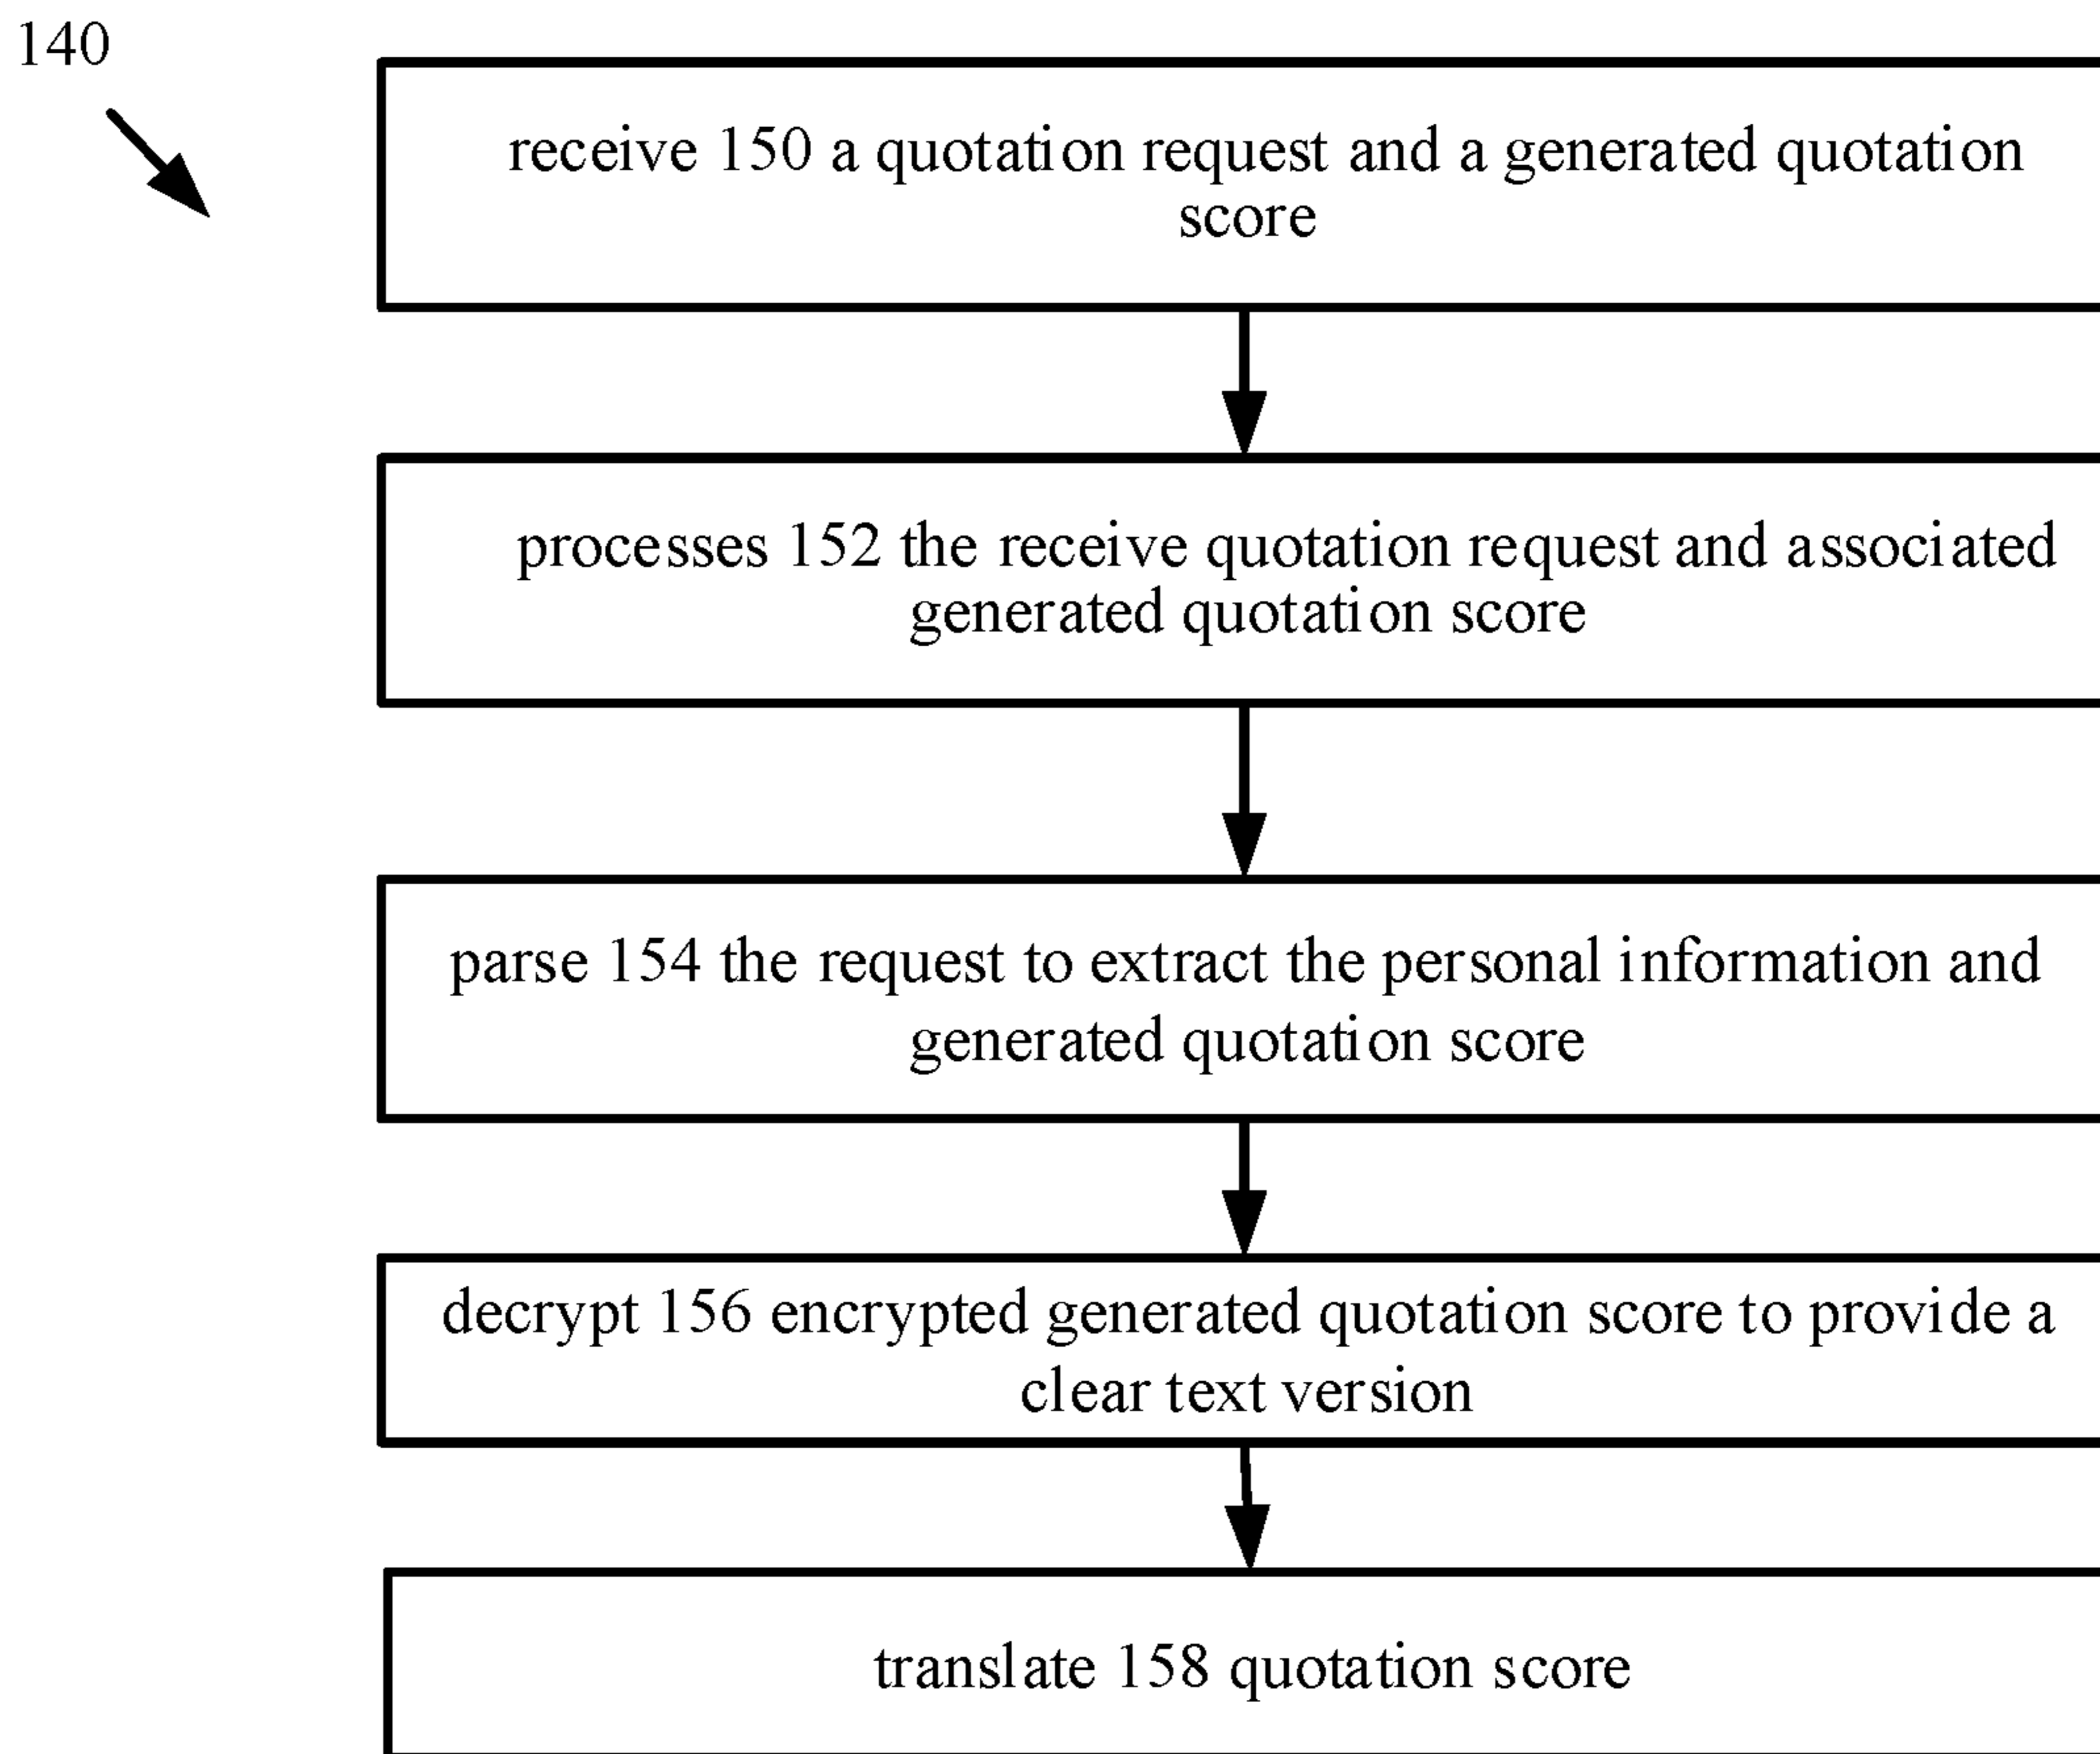 140
receive 150 a quotation request and a generated quotation
score
processes 152 the receive quotation request and associated
generated quotation score
parse 154 the request to extract the personal information and
generated quotation score
decrypt 156 encrypted generated quotation score to provide a
clear text version
translate 158 quotation score